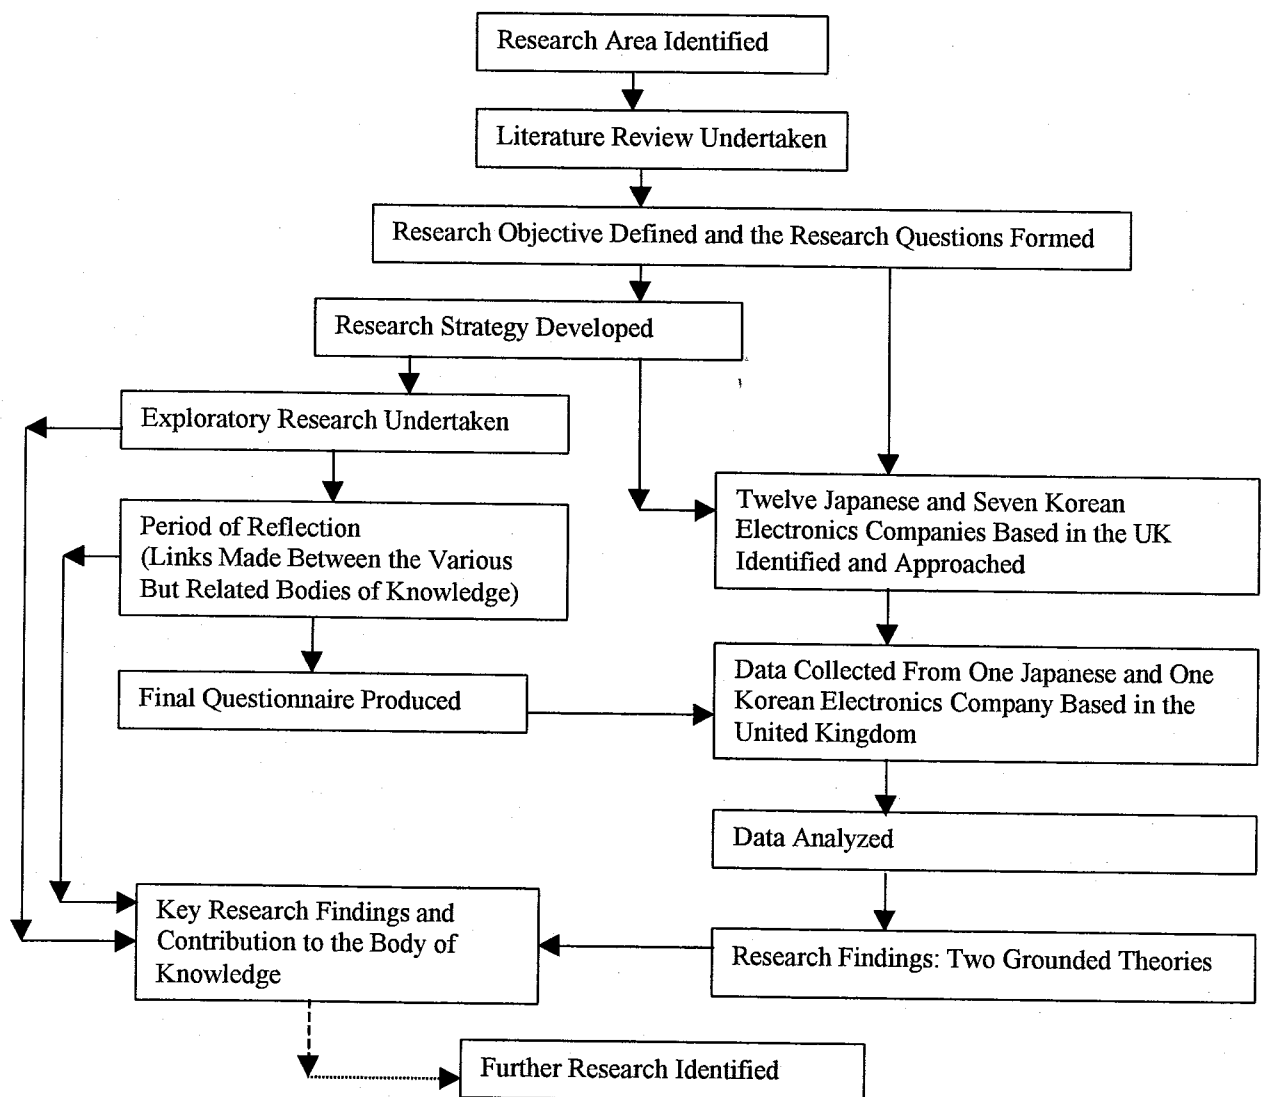 Research Area Identified
Literature Review Undertaken
Research Objective Defined and the Research Questions Formed
Research Strategy Developed
Exploratory Research Undertaken
Period of Reflection
(Links Made Between the Various
But Related Bodies of Knowledge)
Twelve Japanese and Seven Korean
Electronics Companies Based in the UK
Identified and Approached
Final Questionnaire Produced
Data Collected From One Japanese and One
Korean Electronics Company Based in the
United Kingdom
Data Analyzed
Key Research Findings and
Contribution to the Body of
Knowledge
Research Findings: Two Grounded Theories
Further Research Identified